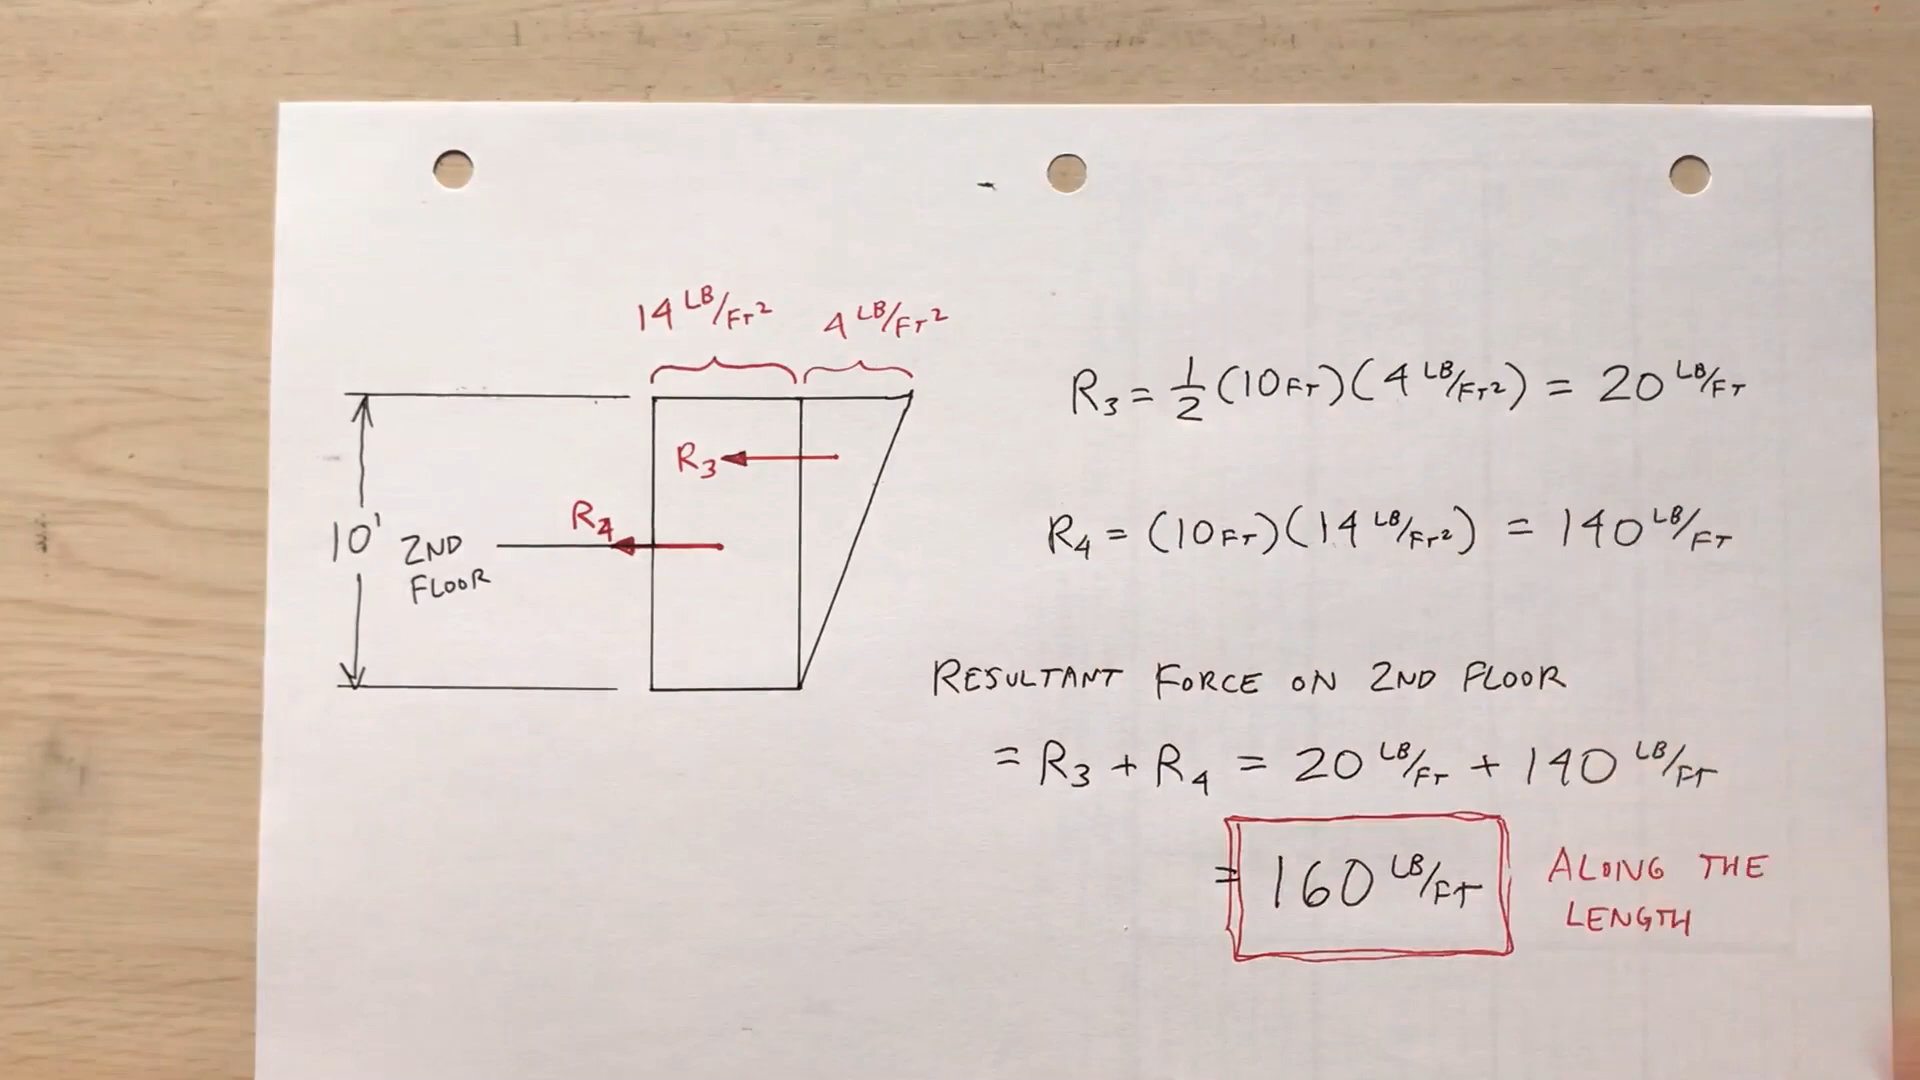 14 LB/FT² 4 LB/FT²
R₃
R₄
10' 2ND
FLOOR
R₃ = 1/2 (10FT)(4 LB/FT²) = 20 LB/FT
R₄ = (10FT)(14 LB/FT²) = 140 LB/FT
RESULTANT FORCE ON 2ND FLOOR
= R₃ + R₄ = 20 LB/FT + 140 LB/FT
= 160 LB/FT ALONG THE
LENGTH